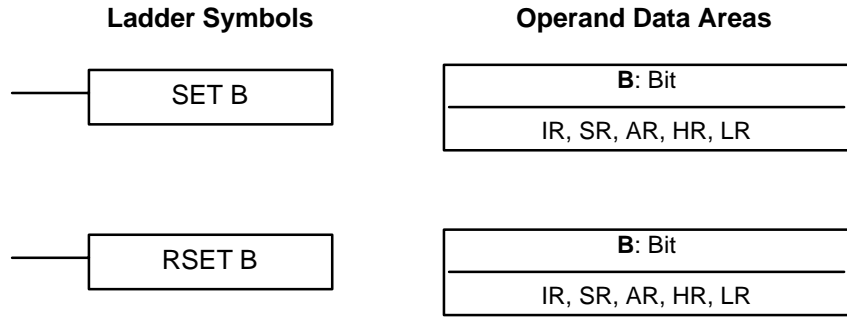 Ladder Symbols
Operand Data Areas
SET B
B: Bit
IR, SR, AR, HR, LR
RSET B
B: Bit
IR, SR, AR, HR, LR